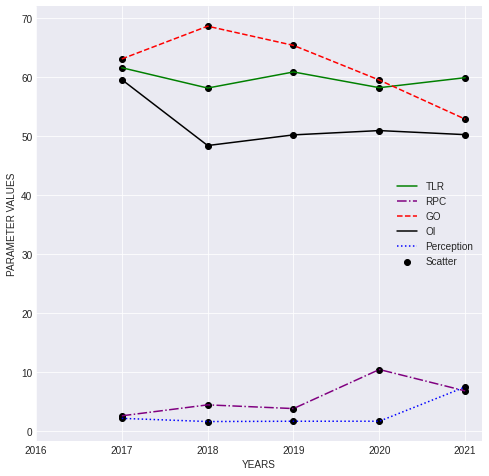 70
60
50
40
30
20
10
0
PARAMETER VALUES
TLR
RPC
GO
OI
Perception
Scatter
2016 2017 2018 2019 2020 2021
YEARS